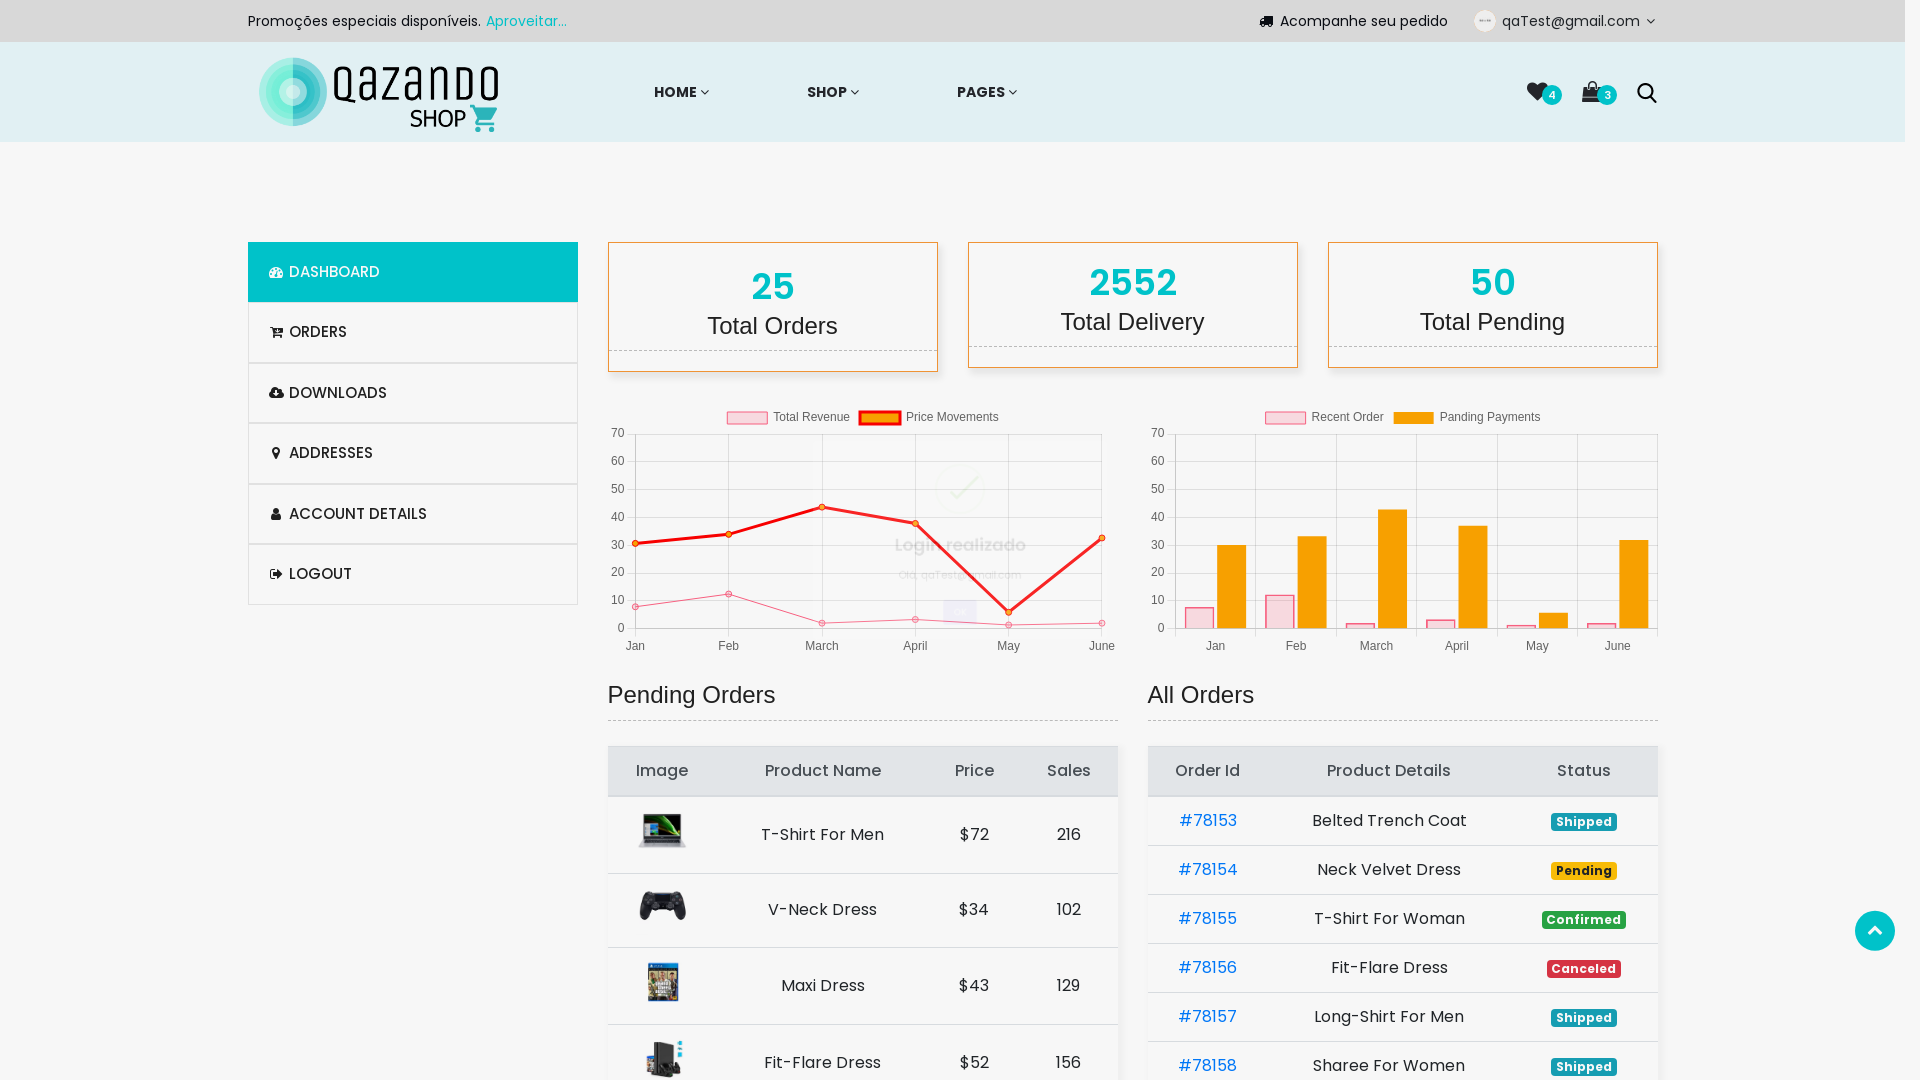 Promoções especiais disponíveis. Aproveitar...
Acompanhe seu pedido
qaTest@gmail.com
QAZANDO
SHOP
HOME
SHOP
PAGES
4
3
DASHBOARD
ORDERS
DOWNLOADS
ADDRESSES
ACCOUNT DETAILS
LOGOUT
25
Total Orders
2552
Total Delivery
50
Total Pending
Total Revenue
Price Movements
70
60
50
40
30
20
10
0
Jan
Feb
March
April
May
June
Login realizado
Olá, qaTest@gmail.com
OK
Recent Order
Panding Payments
70
60
50
40
30
20
10
0
Jan
Feb
March
April
May
June
Pending Orders
Image Product Name Price Sales
T-Shirt For Men $72 216
V-Neck Dress $34 102
Maxi Dress $43 129
Fit-Flare Dress $52 156
All Orders
Order Id Product Details Status
#78153 Belted Trench Coat Shipped
#78154 Neck Velvet Dress Pending
#78155 T-Shirt For Woman Confirmed
#78156 Fit-Flare Dress Canceled
#78157 Long-Shirt For Men Shipped
#78158 Sharee For Women Shipped